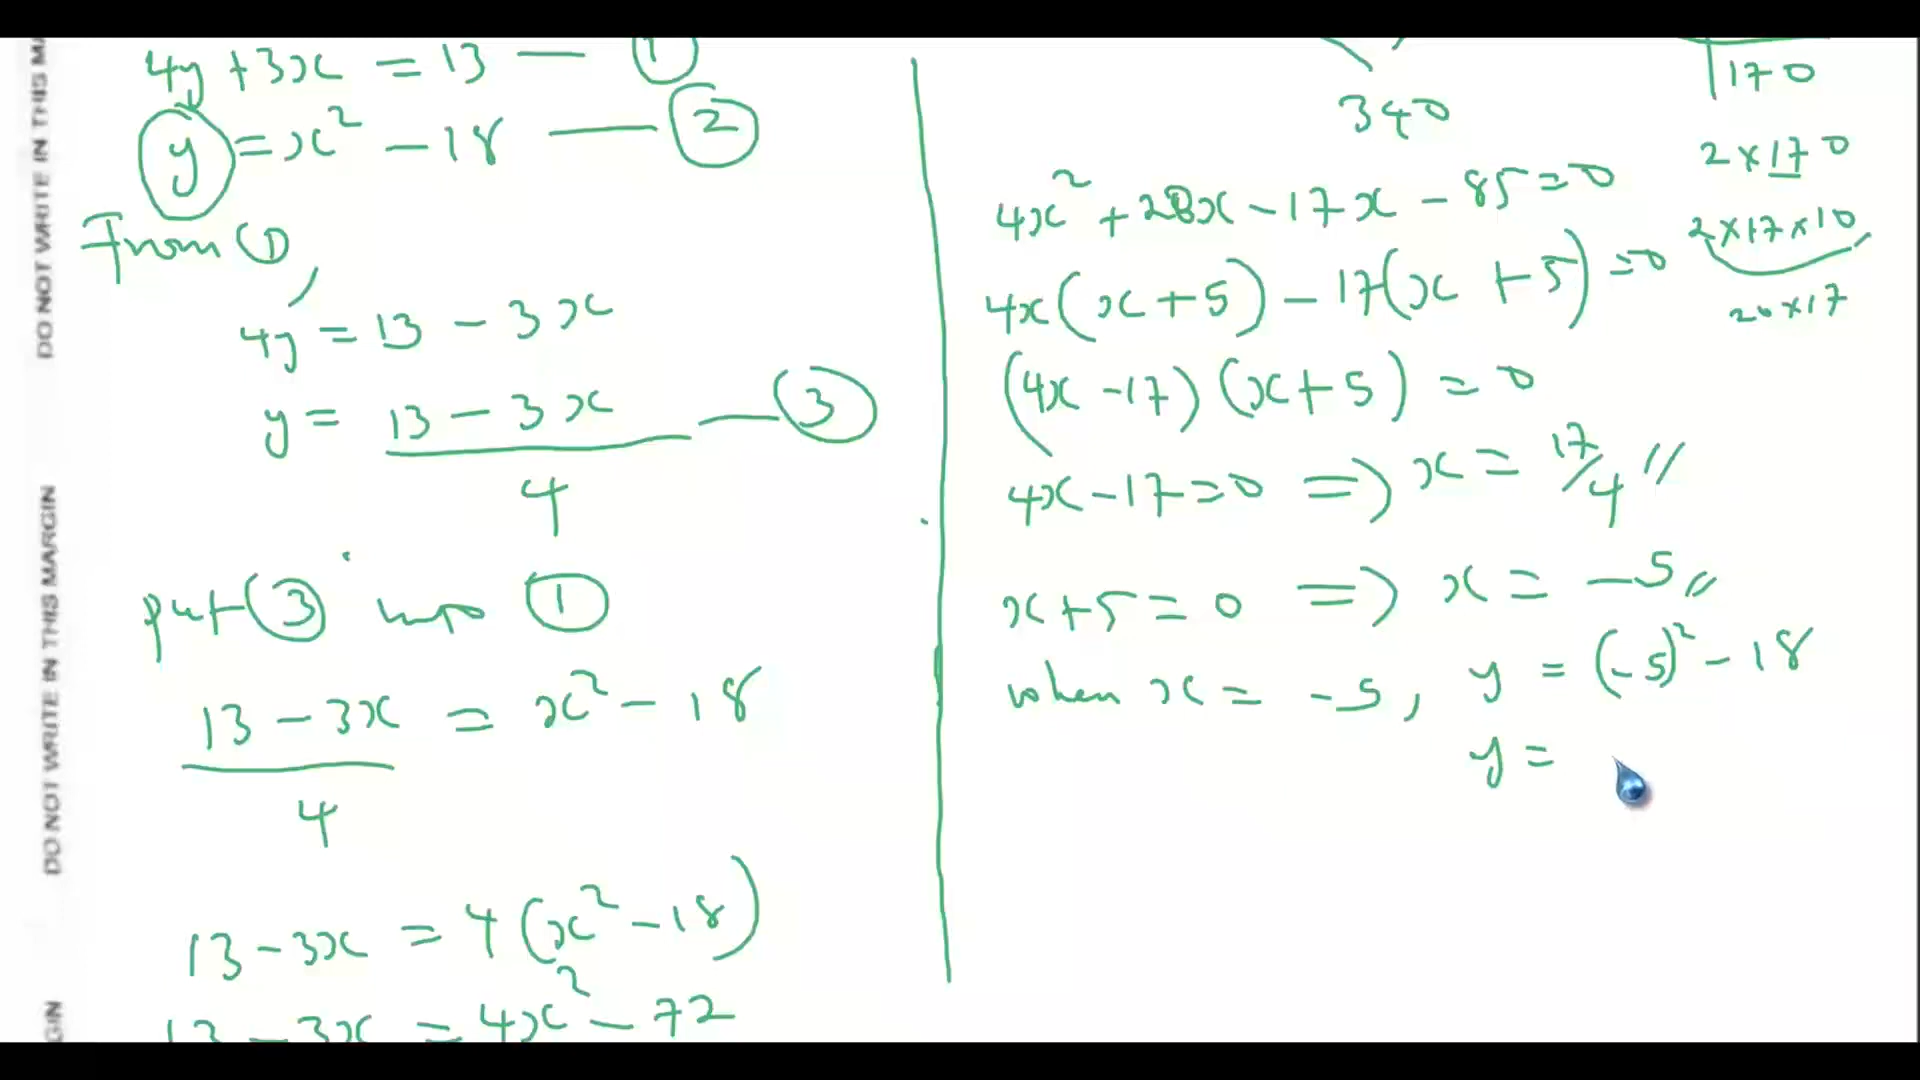 4y + 3x = 13 — ①
y = x² - 18 — ②
From ①,
4y = 13 - 3x
y = 13 - 3x — ③
4
put ③ into ①
13 - 3x = x² - 18
4
13 - 3x = 4(x² - 18)
13 - 3x = 4x² - 72
340
170
2 x 170
2 x 17 x 10
20 x 17
4x² + 20x - 17x - 85 = 0
4x(x + 5) - 17(x + 5) = 0
(4x - 17)(x + 5) = 0
4x - 17 = 0 => x = 17/4 //
x + 5 = 0 => x = -5 //
when x = -5, y = (-5)² - 18
y =
DO NOT WRITE IN THIS MA
DO NOT WRITE IN THIS MARGIN
GIN